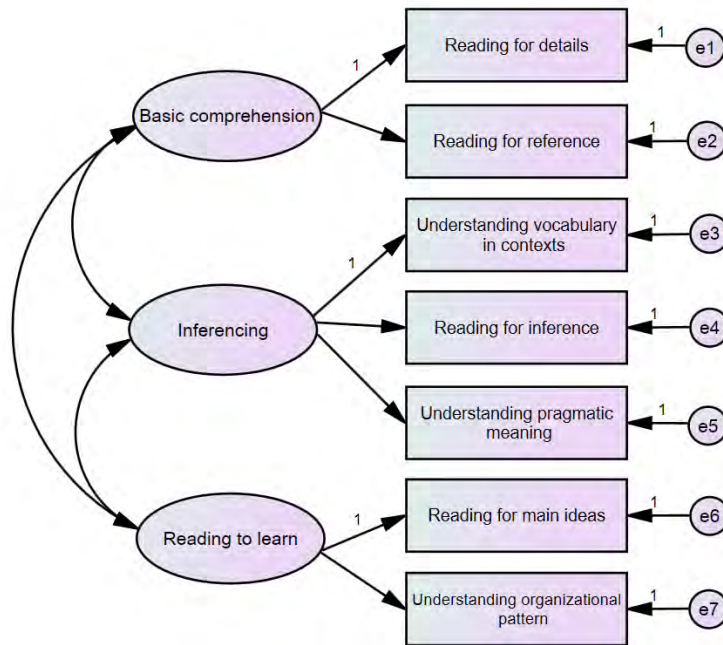 1
Reading for details
1
e1
Basic comprehension
Reading for reference
1
e2
Understanding vocabulary
in contexts
1
e3
1
Inferencing
Reading for inference
1
e4
Understanding pragmatic
meaning
1
e5
Reading to learn
1
Reading for main ideas
1
e6
Understanding organizational
pattern
1
e7